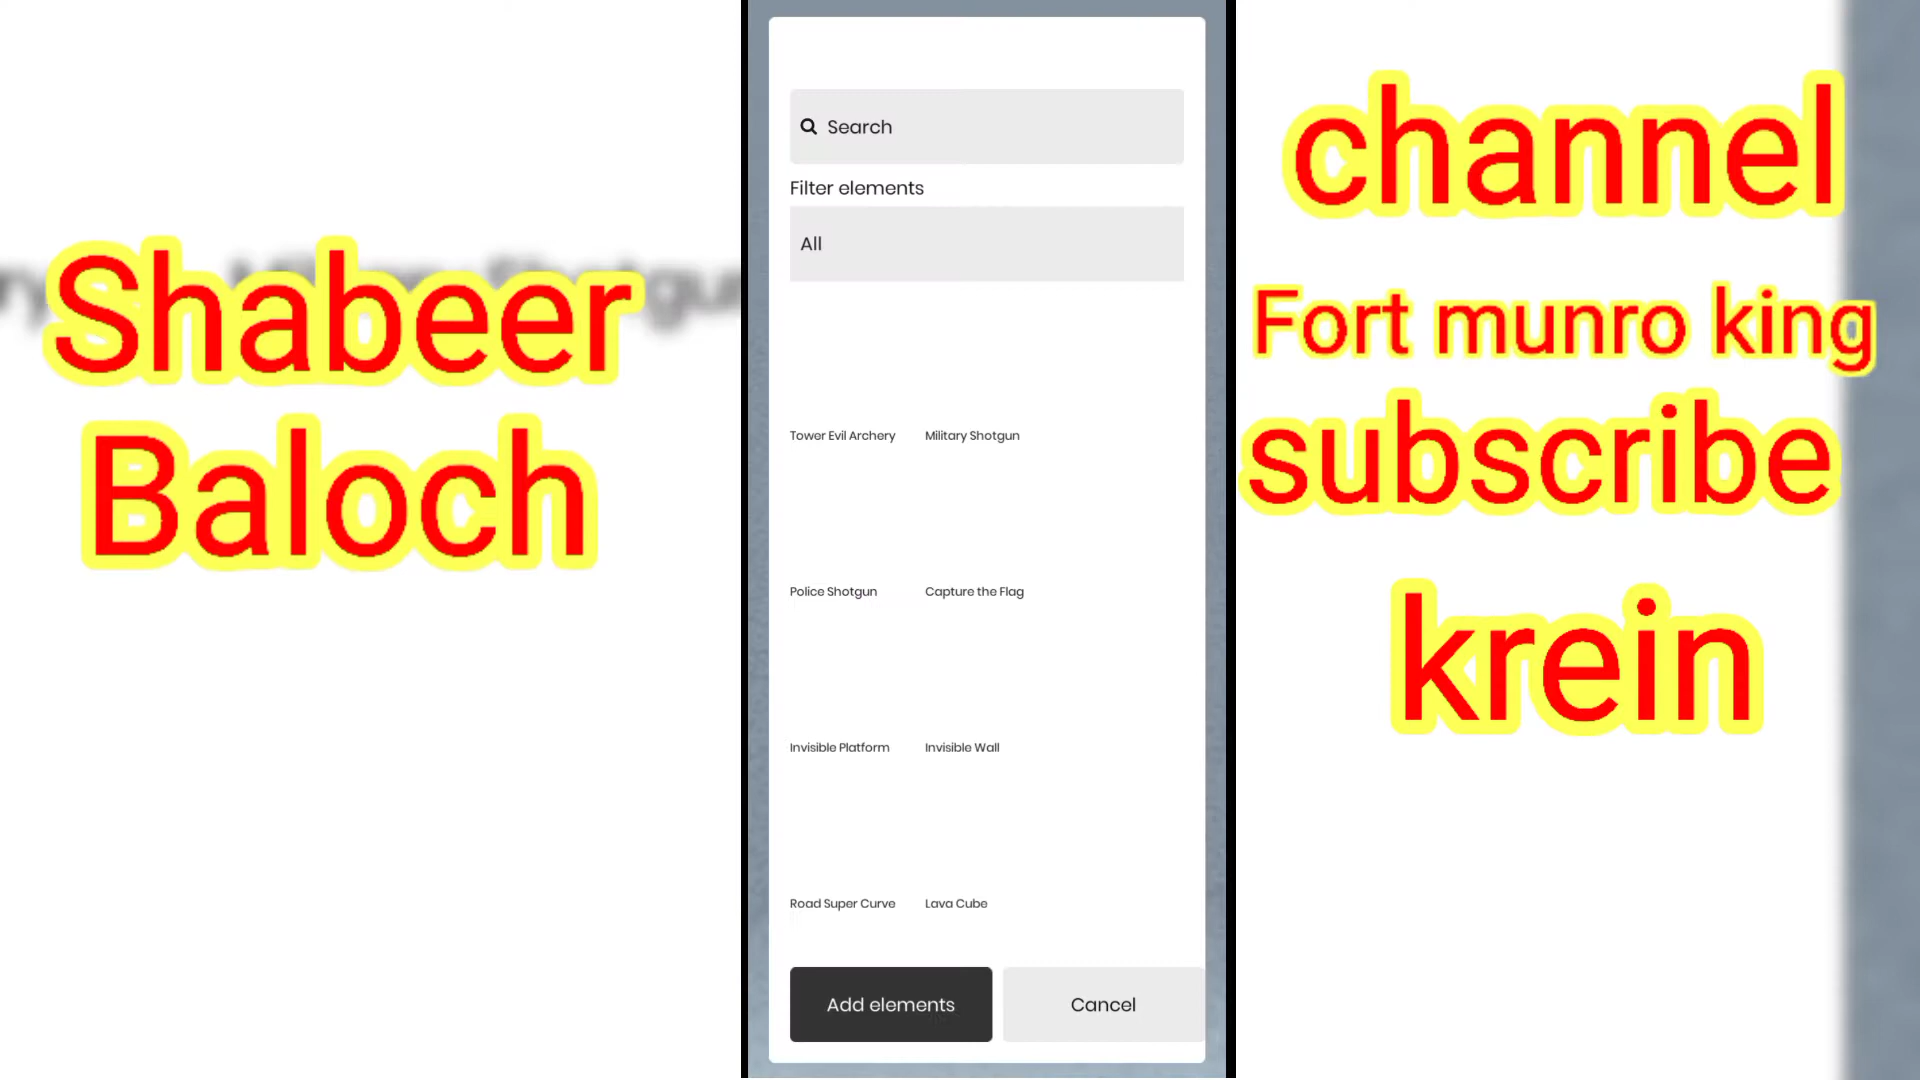 Shabeer
Baloch
Search
Filter elements
All
Tower Evil Archery
Military Shotgun
Police Shotgun
Capture the Flag
Invisible Platform
Invisible Wall
Road Super Curve
Lava Cube
Add elements
Cancel
channel
Fort munro king
subscribe
krein